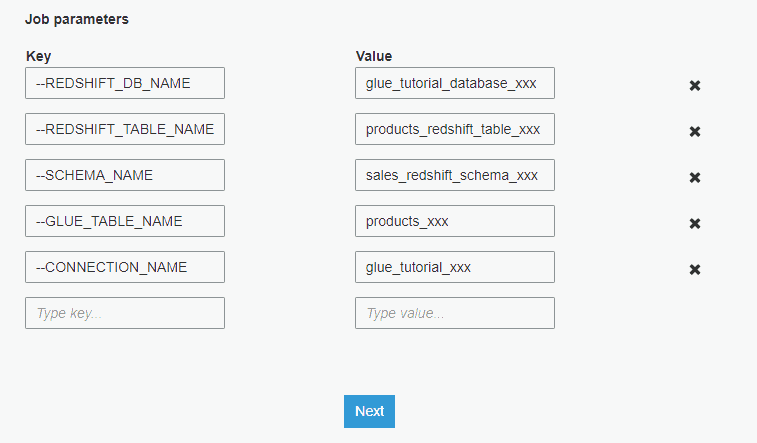 Job parameters
Key Value
--REDSHIFT_DB_NAME glue_tutorial_database_xxx
--REDSHIFT_TABLE_NAME products_redshift_table_xxx
--SCHEMA_NAME sales_redshift_schema_xxx
--GLUE_TABLE_NAME products_xxx
--CONNECTION_NAME glue_tutorial_xxx
Type key... Type value...
Next